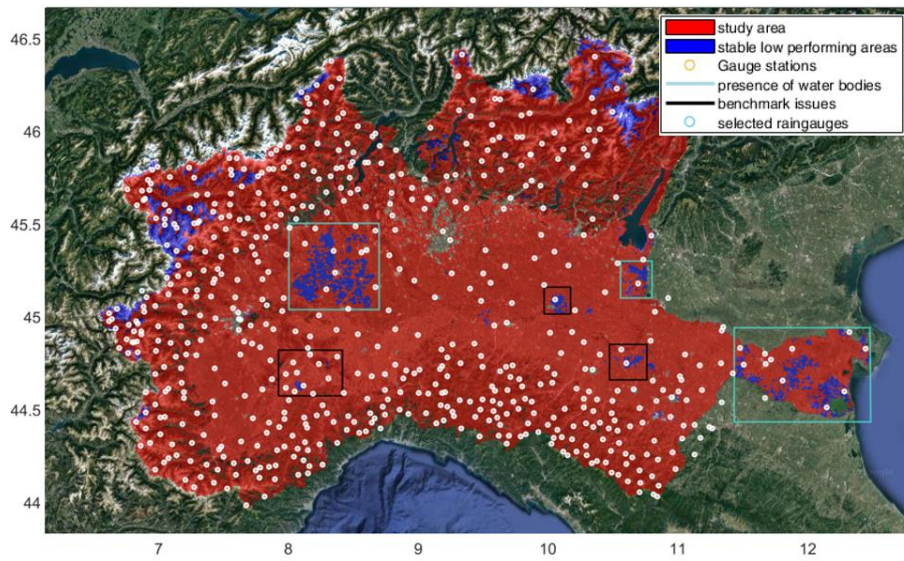 46.5
46
45.5
45
44.5
44
7
8
9
10
11
12
study area
stable low performing areas
Gauge stations
presence of water bodies
benchmark issues
selected raingauges